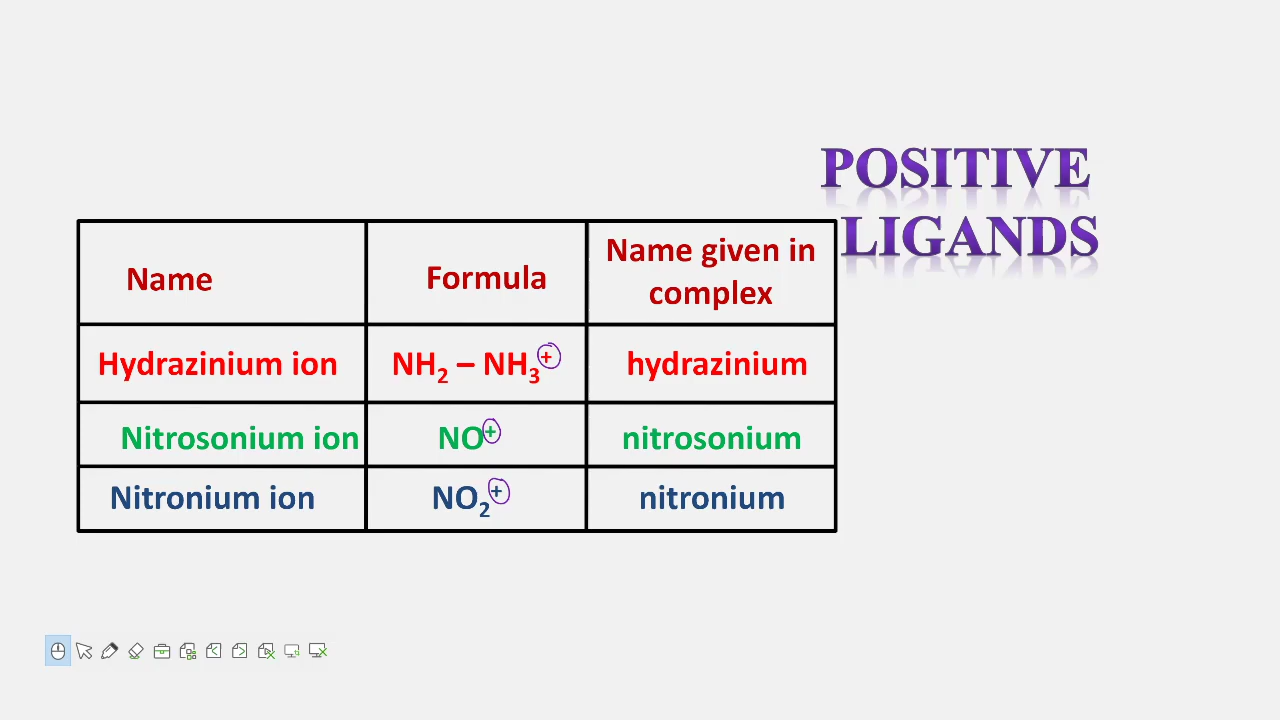 POSITIVE
LIGANDS
Name Formula Name given in complex
Hydrazinium ion NH₂ – NH₃⁺ hydrazinium
Nitrosonium ion NO⁺ nitrosonium
Nitronium ion NO₂⁺ nitronium